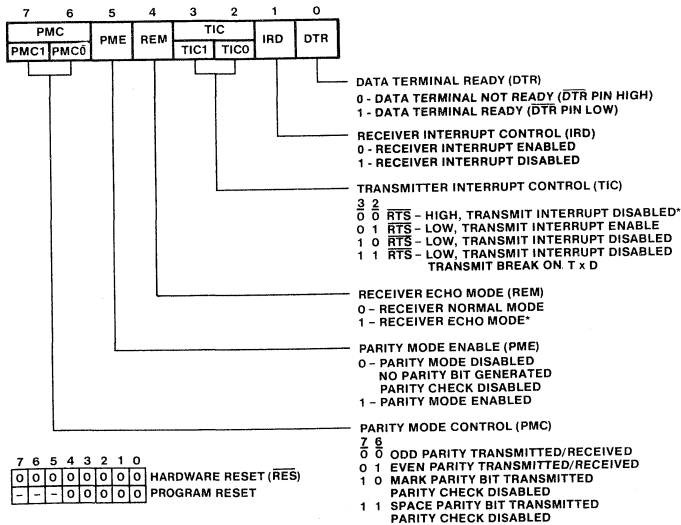 7 6 5 4 3 2 1 0
PMC PME REM TIC IRD DTR
PMC1 PMC0 TIC1 TIC0
DATA TERMINAL READY (DTR)
0 - DATA TERMINAL NOT READY (DTR PIN HIGH)
1 - DATA TERMINAL READY (DTR PIN LOW)
RECEIVER INTERRUPT CONTROL (IRD)
0 - RECEIVER INTERRUPT ENABLED
1 - RECEIVER INTERRUPT DISABLED
TRANSMITTER INTERRUPT CONTROL (TIC)
3 2
0 0 RTS – HIGH, TRANSMIT INTERRUPT DISABLED*
0 1 RTS – LOW, TRANSMIT INTERRUPT ENABLE
1 0 RTS – LOW, TRANSMIT INTERRUPT DISABLED
1 1 RTS – LOW, TRANSMIT INTERRUPT DISABLED
TRANSMIT BREAK ON T x D
RECEIVER ECHO MODE (REM)
0 – RECEIVER NORMAL MODE
1 – RECEIVER ECHO MODE*
PARITY MODE ENABLE (PME)
0 – PARITY MODE DISABLED
NO PARITY BIT GENERATED
PARITY CHECK DISABLED
1 – PARITY MODE ENABLED
PARITY MODE CONTROL (PMC)
7 6
0 0 ODD PARITY TRANSMITTED/RECEIVED
0 1 EVEN PARITY TRANSMITTED/RECEIVED
1 0 MARK PARITY BIT TRANSMITTED
PARITY CHECK DISABLED
1 1 SPACE PARITY BIT TRANSMITTED
PARITY CHECK DISABLED
7 6 5 4 3 2 1 0
0 0 0 0 0 0 0 0 HARDWARE RESET (RES)
- - - 0 0 0 0 0 PROGRAM RESET